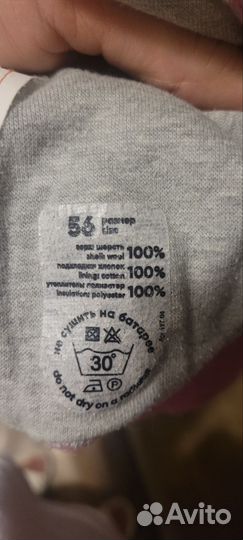 56 размер
size
верх: шерсть 100%
shell: wool
подкладка: хлопок 100%
lining: cotton
утеплитель: полиэстер 100%
insulation: polyester
не сушить на батарее
30°
P
do not dry on a radiator
Avito